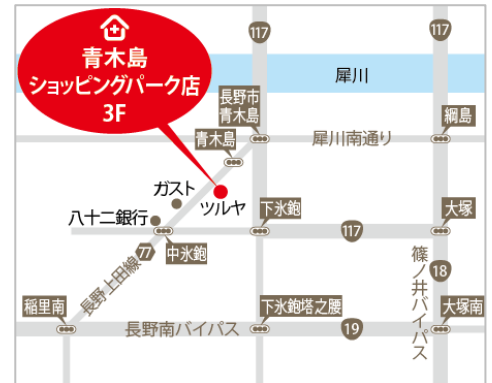 青木島
ショッピングパーク店
3F
117
117
犀川
長野市
青木島
綱島
青木島
犀川南通り
ガスト
ツルヤ
八十二銀行
下氷鉋
大塚
117
中氷鉋
77
長野上田線
篠ノ井バイパス
18
稲里南
下氷鉋塔之腰
大塚南
長野南バイパス
19